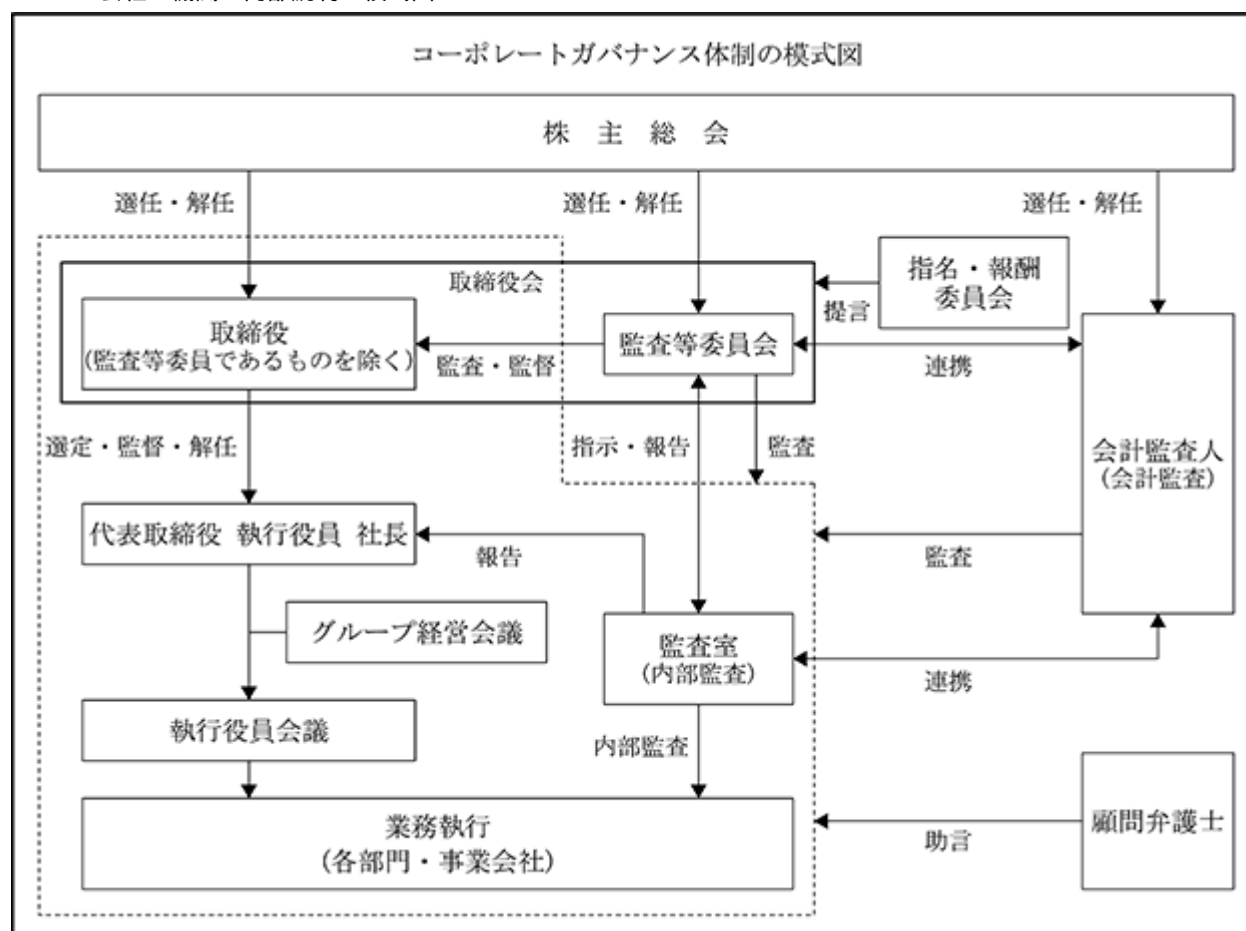 コーポレートガバナンス体制の模式図
株主総会
選任・解任
選任・解任
選任・解任
取締役会
指名・報酬
委員会
提言
取締役
(監査等委員であるものを除く)
監査・監督
監査等委員会
連携
選定・監督・解任
指示・報告
監査
会計監査人
(会計監査)
代表取締役 執行役員 社長
報告
監査
グループ経営会議
監査室
(内部監査)
連携
執行役員会議
内部監査
業務執行
(各部門・事業会社)
助言
顧問弁護士